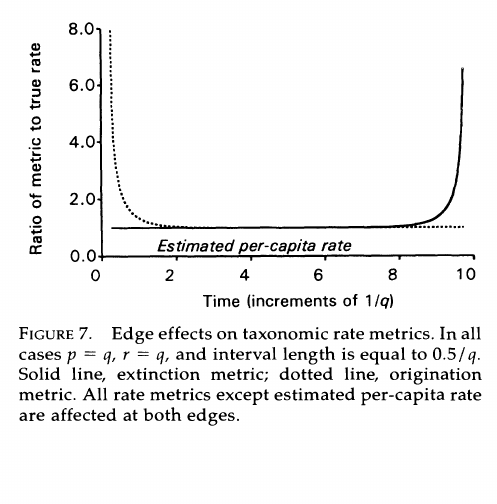 8.0
6.0
4.0
2.0
0.0
Ratio of metric to true rate
Estimated per-capita rate
0 2 4 6 8 10
Time (increments of 1/q)
FIGURE 7. Edge effects on taxonomic rate metrics. In all
cases p = q, r = q, and interval length is equal to 0.5/q.
Solid line, extinction metric; dotted line, origination
metric. All rate metrics except estimated per-capita rate
are affected at both edges.